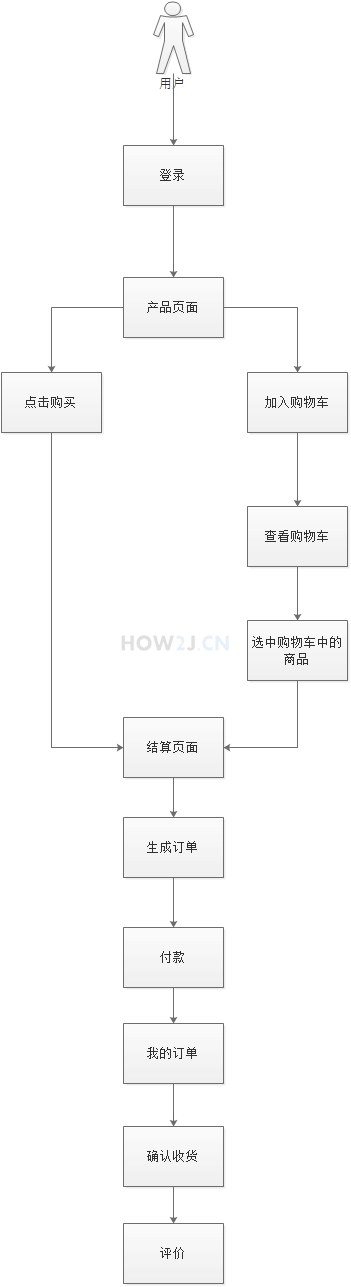 用户
登录
产品页面
点击购买
加入购物车
查看购物车
HOW2J.CN
选中购物车中的
商品
结算页面
生成订单
付款
我的订单
确认收货
评价